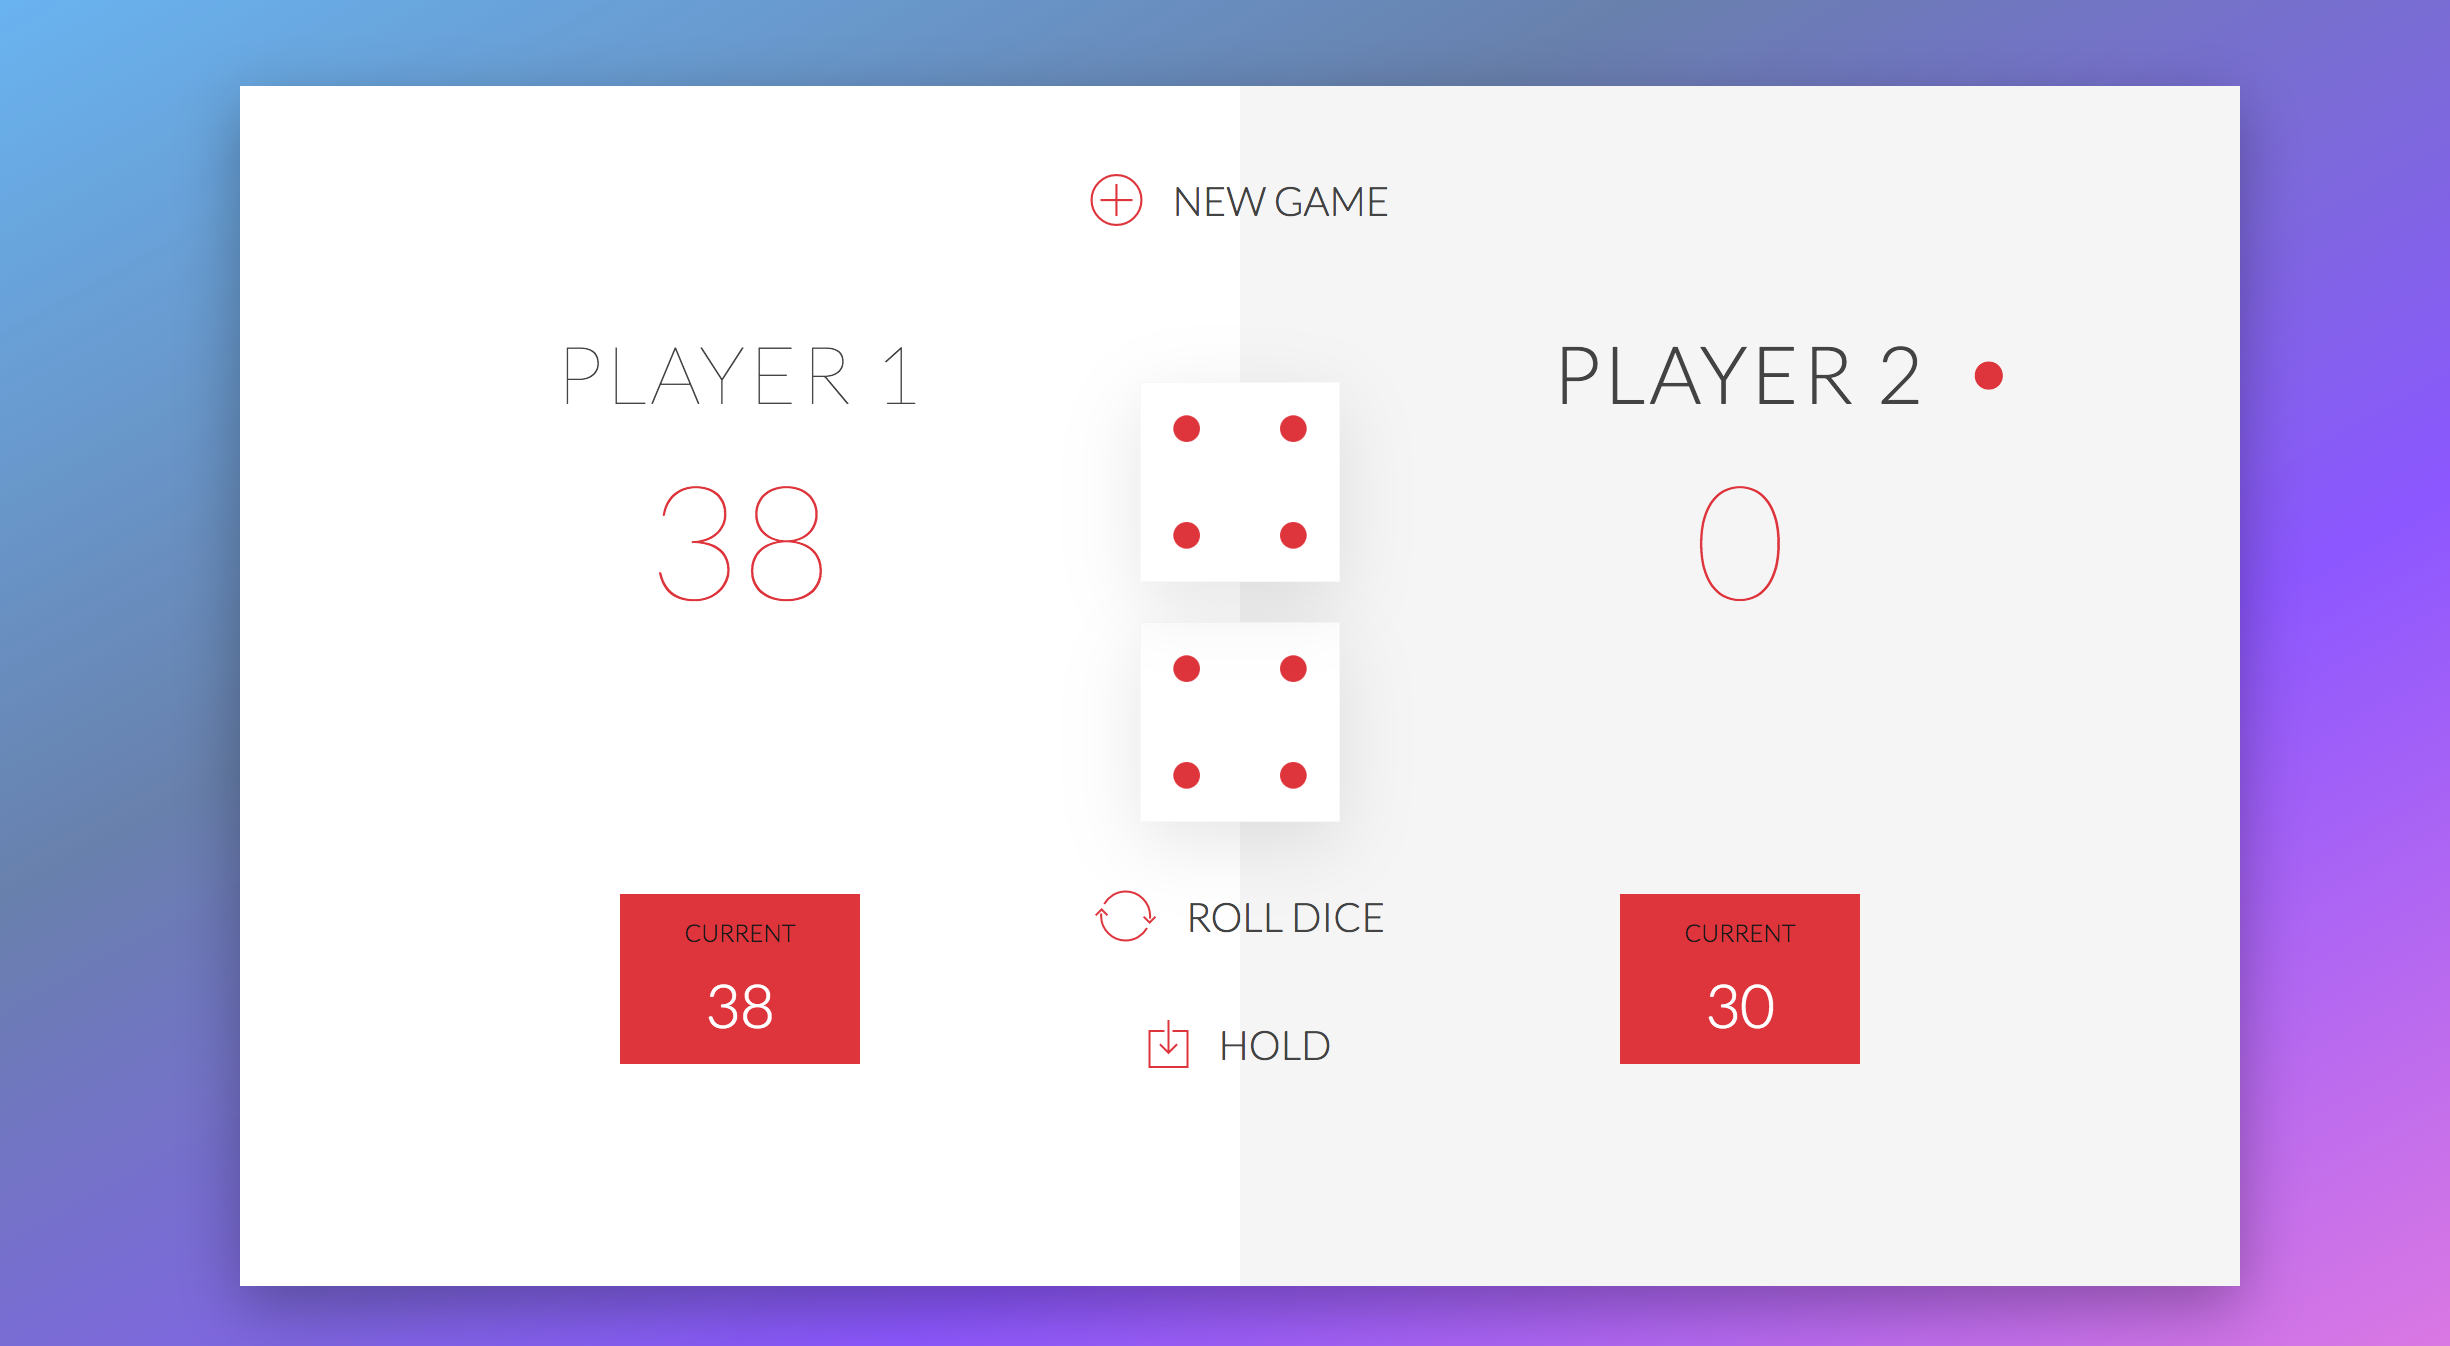 NEW GAME
PLAYER 1
38
CURRENT
38
PLAYER 2
0
CURRENT
30
ROLL DICE
HOLD